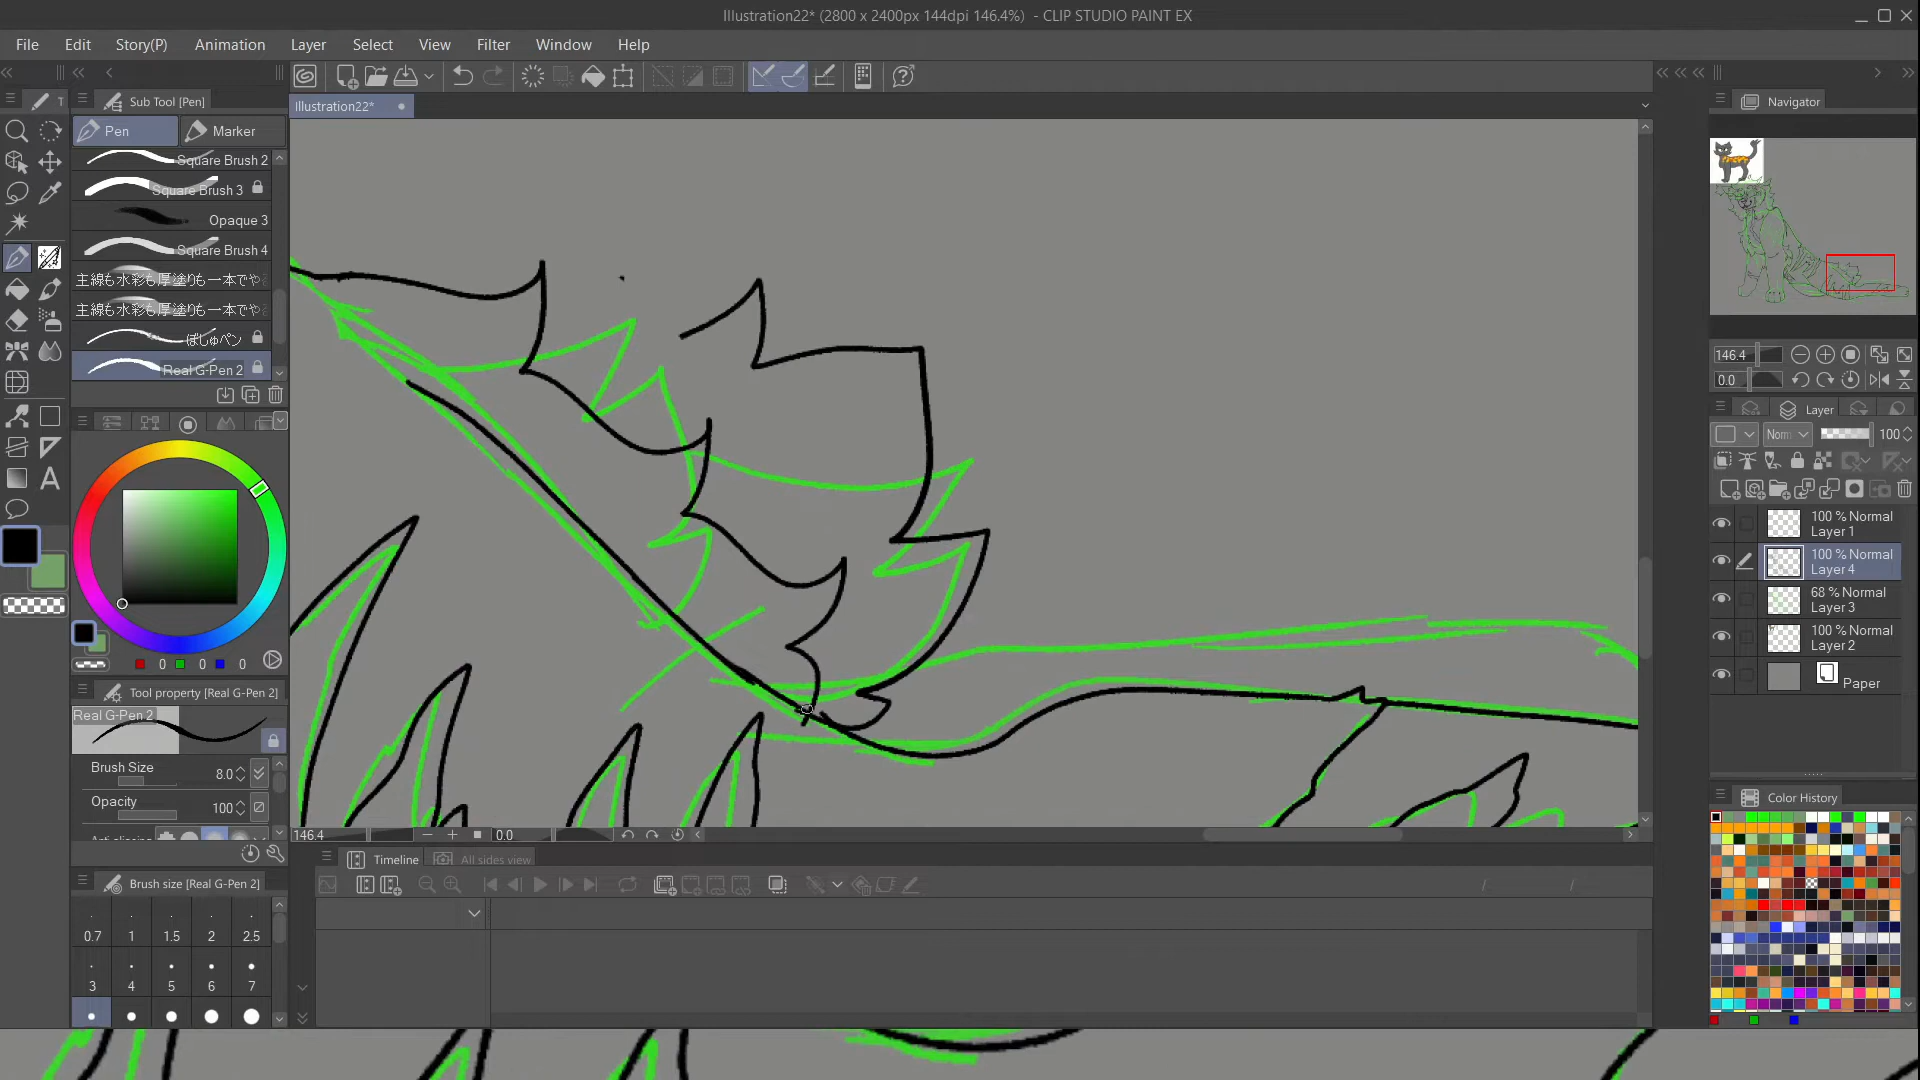 Illustration22* (2800 x 2400px 144dpi 146.4%)  - CLIP STUDIO PAINT EX
File Edit Story(P) Animation Layer Select View Filter Window Help
T
Sub Tool [Pen]
Illustration22*
Navigator
Pen
Marker
Square Brush 2
Square Brush 3
Opaque 3
Square Brush 4
主線も水彩も厚塗りも一本でや
主線も水彩も厚塗りも一本でや
ぽしゅペン
Real G-Pen 2
146.4
0.0
Layer
Norm
100
100 % Normal
Layer 1
100 % Normal
Layer 4
68 % Normal
Layer 3
100 % Normal
Layer 2
Paper
A
0 0 0
Tool property [Real G-Pen 2]
Real G-Pen 2
Brush Size 8.0
Opacity 100
Anti-aliasing
Color History
146.4 0.0
Timeline
All sides view
Brush size [Real G-Pen 2]
0.7 1 1.5 2 2.5
3 4 5 6 7
/ /